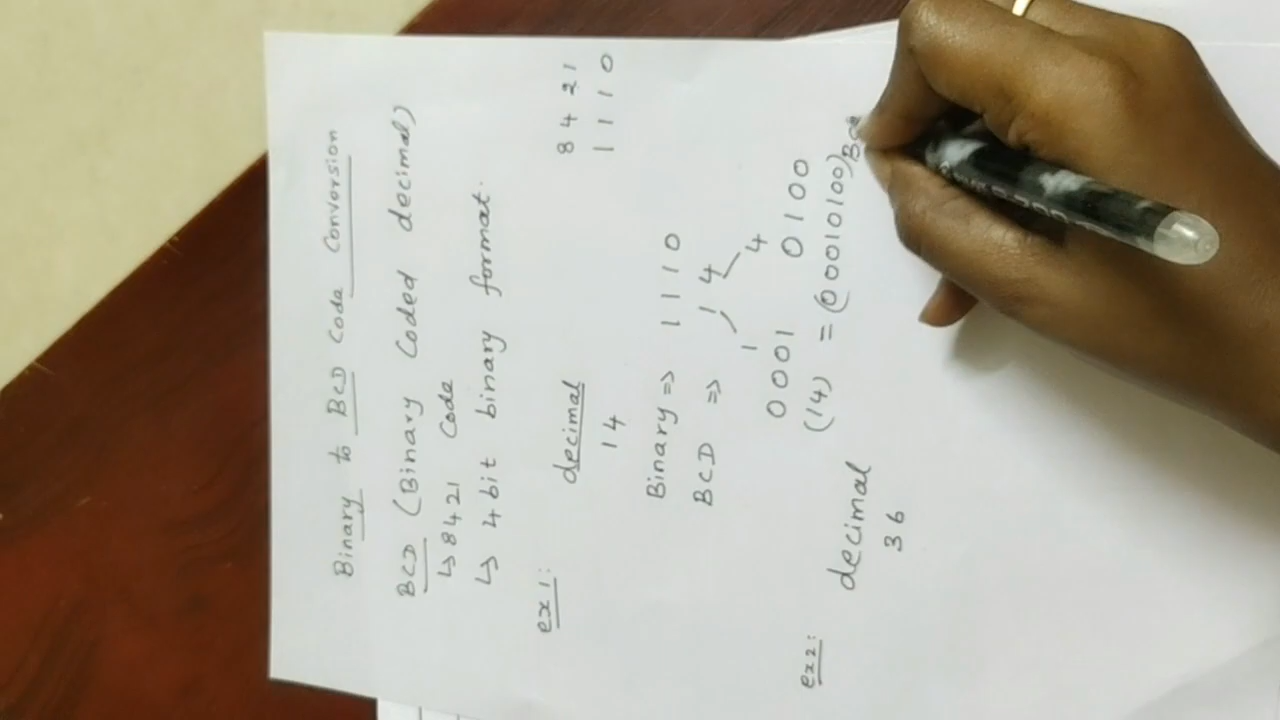 Binary to BCD Code Conversion
BCD (Binary Coded decimal)
↳ 8421 Code
↳ 4 bit binary format.
ex 1:
decimal
8 4 2 1
14
1 1 1 0
Binary => 1 1 1 0
BCD => 1 4
1 4
0001 0100
(14) = (00010100)BCD
ex2:
decimal
36